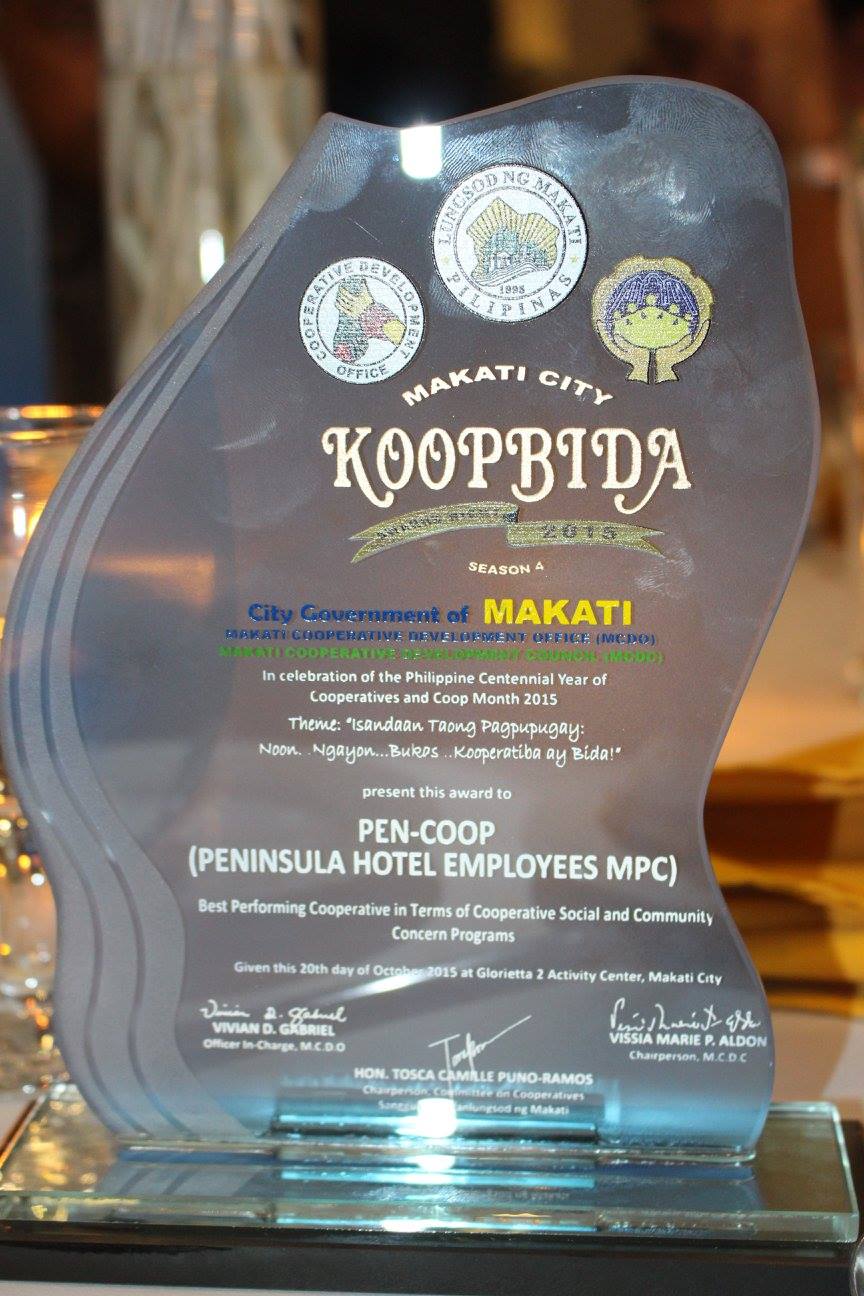 LUNGSOD NG MAKATI
PILIPINAS
1995
COOPERATIVE DEVELOPMENT
OFFICE
MAKATI CITY
KOOPBIDA
2015
SEASON 4
City Government of MAKATI
MAKATI COOPERATIVE DEVELOPMENT OFFICE (MCDO)
MAKATI COOPERATIVE DEVELOPMENT COUNCIL (MCDC)
In celebration of the Philippine Centennial Year of
Cooperatives and Coop Month 2015
Theme: "Isandaan Taong Pagpupugay:
Noon. .Ngayon...Bukas ..Kooperatiba ay Bida!"
present this award to
PEN-COOP
(PENINSULA HOTEL EMPLOYEES MPC)
Best Performing Cooperative in Terms of Cooperative Social and Community
Concern Programs
Given this 20th day of October 2015 at Glorietta 2 Activity Center, Makati City
VIVIAN D. GABRIEL
Officer In-Charge, M.C.D.O
VISSIA MARIE P. ALDON
Chairperson, M.C.D.C
HON. TOSCA CAMILLE PUNO-RAMOS
Chairperson, Committee on Cooperatives
ng Makati